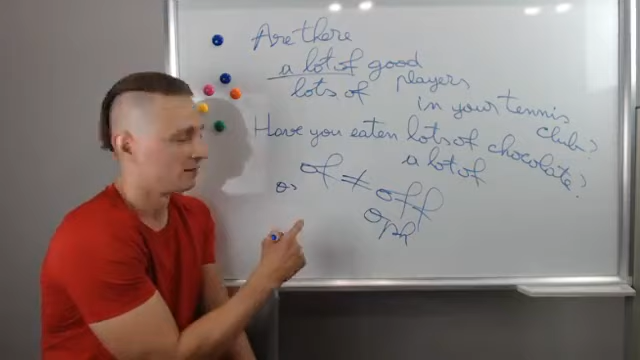 Are there
a lot of good
lots of players
in your tennis
club?
Have you eaten lots of chocolate?
a lot of
of ≠ off